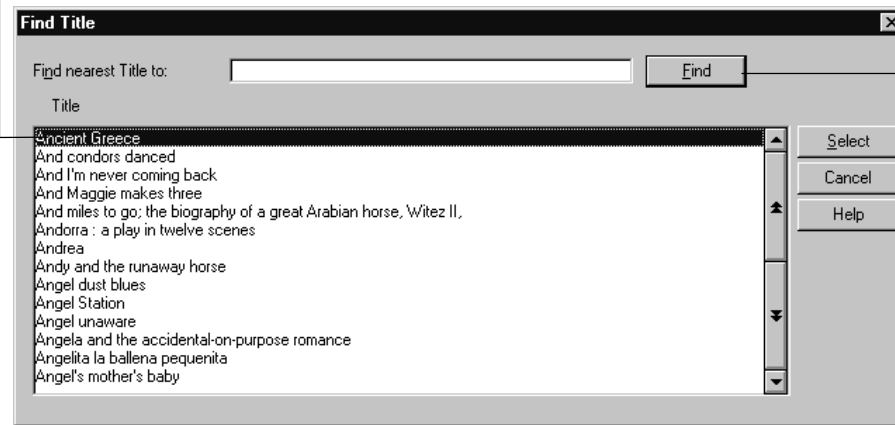 Find Title
Find nearest Title to:
Find
Title
Ancient Greece
And condors danced
And I'm never coming back
And Maggie makes three
And miles to go; the biography of a great Arabian horse, Witez II,
Andorra : a play in twelve scenes
Andrea
Andy and the runaway horse
Angel dust blues
Angel Station
Angel unaware
Angela and the accidental-on-purpose romance
Angelita la ballena pequenita
Angel's mother's baby
Select
Cancel
Help